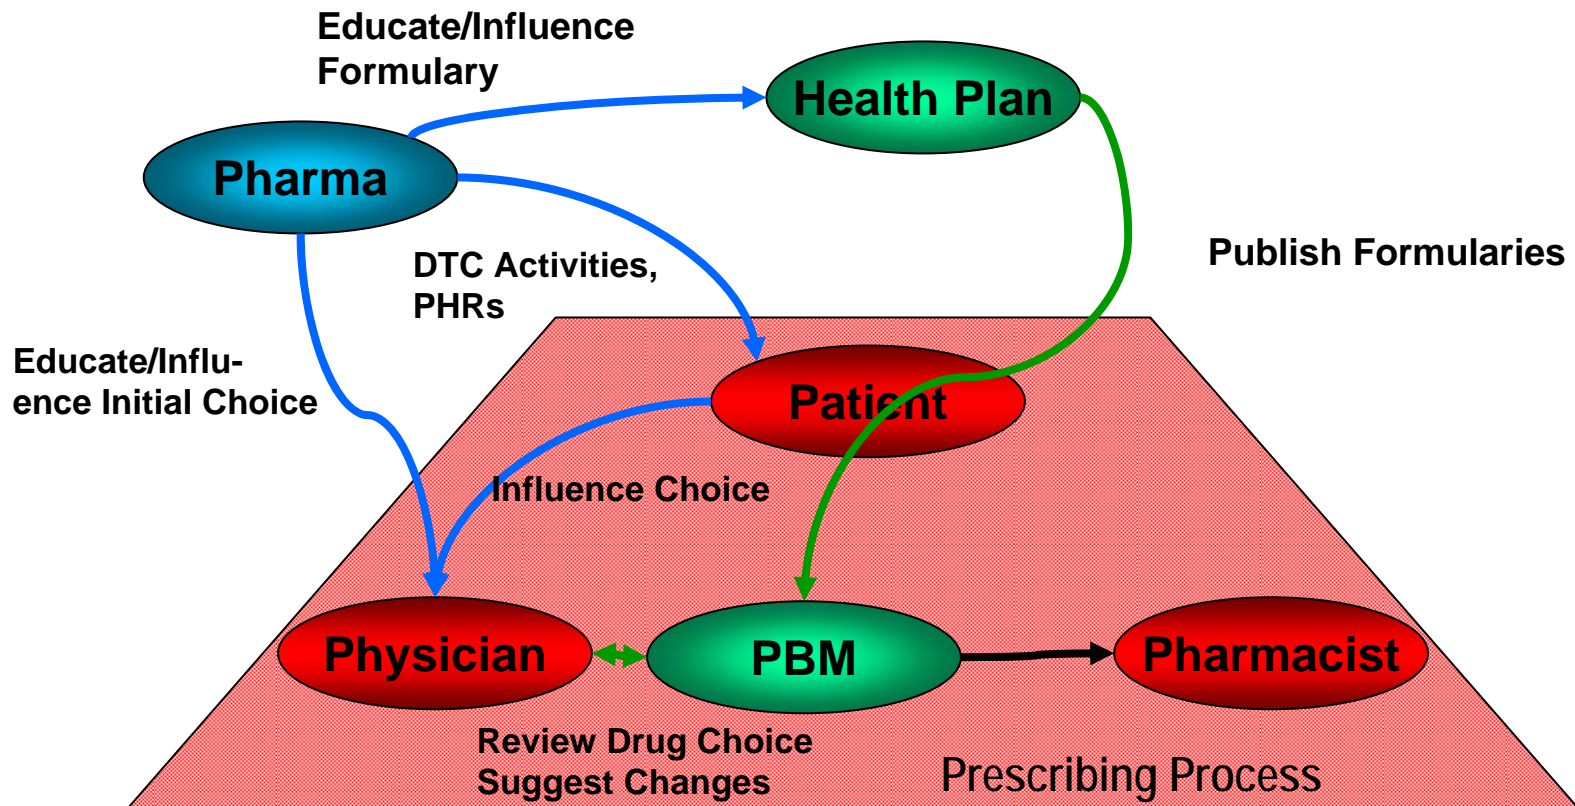 Educate/Influence
Formulary
Health Plan
Pharma
Publish Formularies
DTC Activities,
PHRs
Educate/Influ-
ence Initial Choice
Patient
Influence Choice
Physician
PBM
Pharmacist
Review Drug Choice
Suggest Changes
Prescribing Process